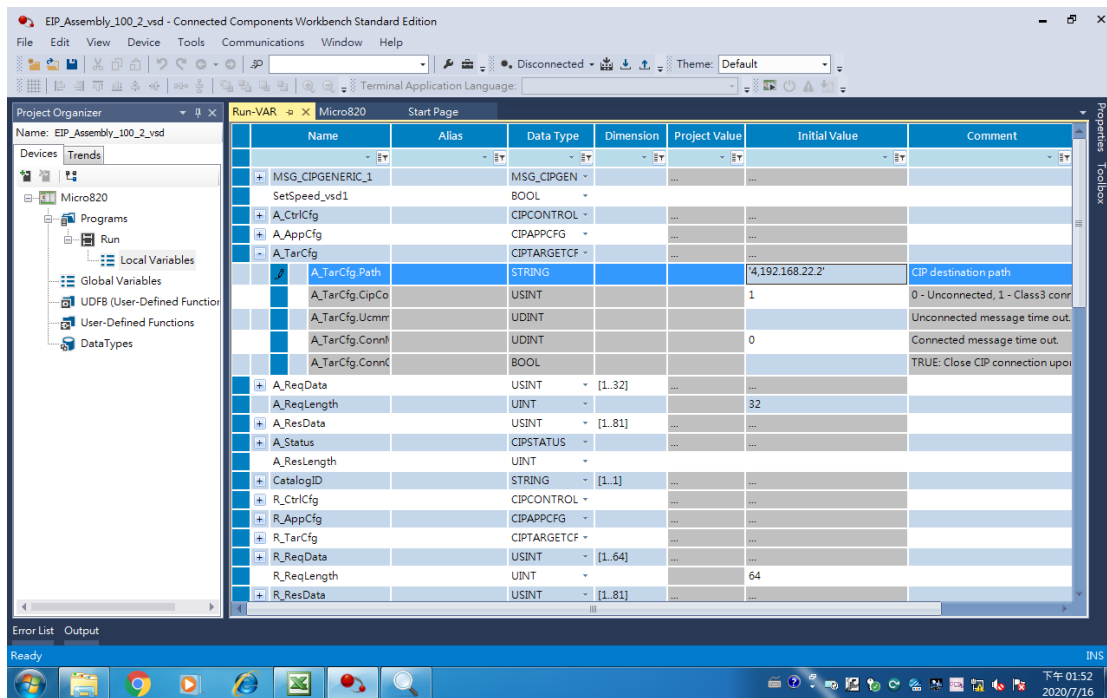 EIP_Assembly_100_2_vsd - Connected Components Workbench Standard Edition
File Edit View Device Tools Communications Window Help
Disconnected Theme: Default
Terminal Application Language:
Project Organizer
Run-VAR Micro820 Start Page
Properties
Toolbox
Name: EIP_Assembly_100_2_vsd
Devices Trends
Micro820
Programs
Run
Local Variables
Global Variables
UDFB (User-Defined Function
User-Defined Functions
DataTypes
Name Alias Data Type Dimension Project Value Initial Value Comment
+ MSG_CIPGENERIC_1 MSG_CIPGEN ... ...
SetSpeed_vsd1 BOOL
+ A_CtrlCfg CIPCONTROL ... ...
+ A_AppCfg CIPAPPCFG ... ...
- A_TarCfg CIPTARGETCF ... ...
A_TarCfg.Path STRING '4,192.168.22.2' CIP destination path
A_TarCfg.CipCo USINT 1 0 - Unconnected, 1 - Class3 conr
A_TarCfg.Ucmm UDINT Unconnected message time out.
A_TarCfg.ConnM UDINT 0 Connected message time out.
A_TarCfg.ConnC BOOL TRUE: Close CIP connection upor
+ A_ReqData USINT [1..32] ... ...
A_ReqLength UINT 32
+ A_ResData USINT [1..81] ... ...
+ A_Status CIPSTATUS ... ...
A_ResLength UINT
+ CatalogID STRING [1..1] ... ...
+ R_CtrlCfg CIPCONTROL ... ...
+ R_AppCfg CIPAPPCFG ... ...
+ R_TarCfg CIPTARGETCF ... ...
+ R_ReqData USINT [1..64] ... ...
R_ReqLength UINT 64
+ R_ResData USINT [1..81] ... ...
Error List Output
Ready INS
下午 01:52
2020/7/16